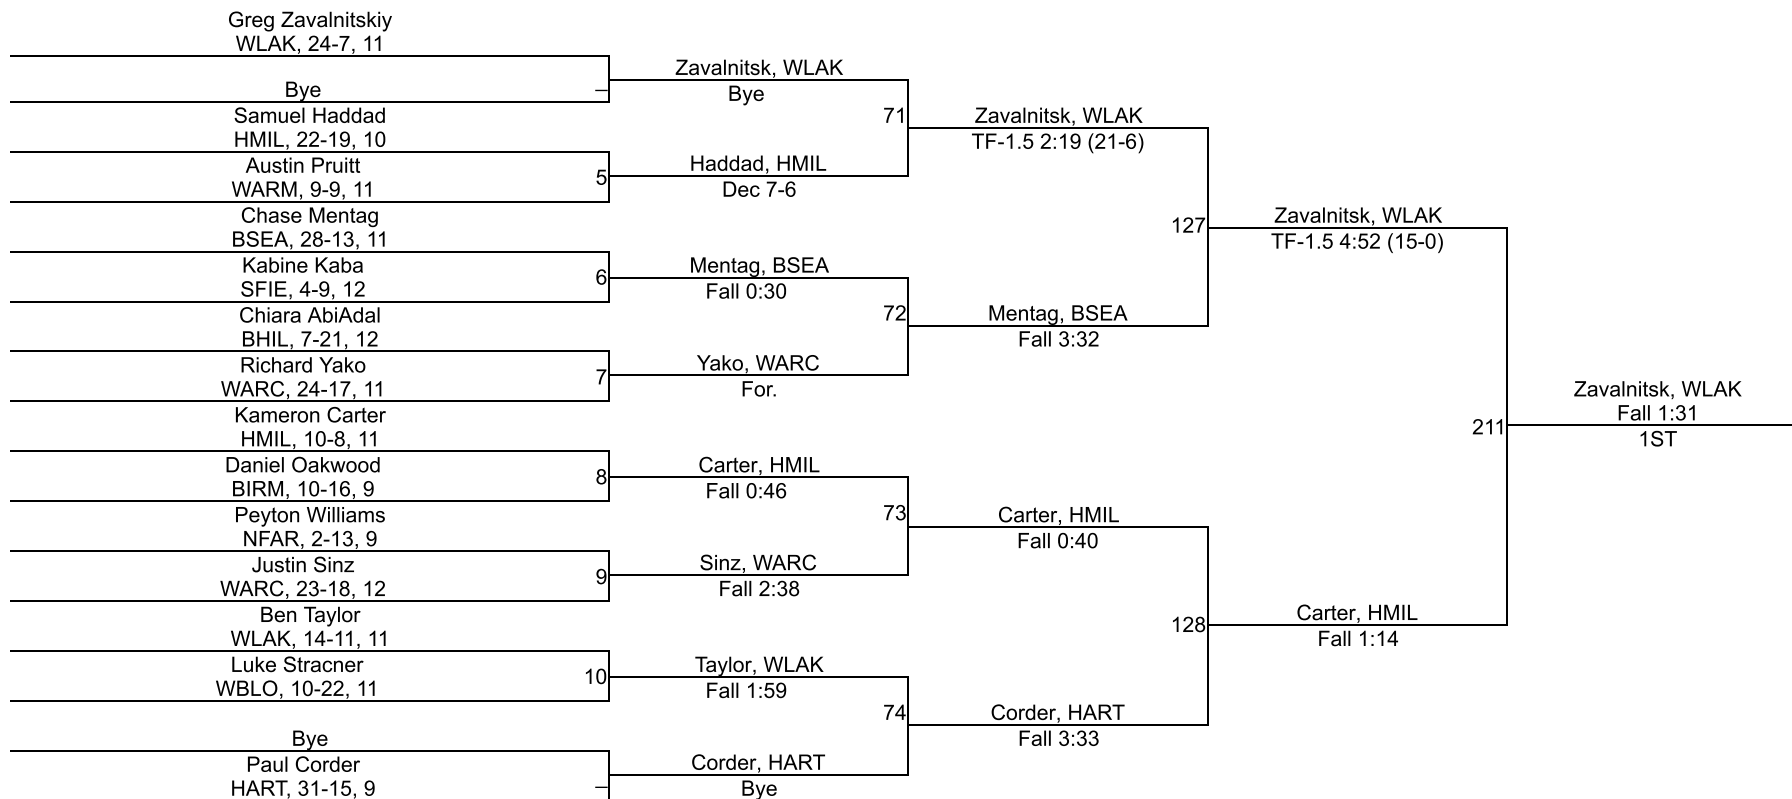 Greg Zavalnitskiy
WLAK, 24-7, 11
Bye
–
Samuel Haddad
HMIL, 22-19, 10
Austin Pruitt
WARM, 9-9, 11
5
Chase Mentag
BSEA, 28-13, 11
Kabine Kaba
SFIE, 4-9, 12
6
Chiara AbiAdal
BHIL, 7-21, 12
Richard Yako
WARC, 24-17, 11
7
Kameron Carter
HMIL, 10-8, 11
Daniel Oakwood
BIRM, 10-16, 9
8
Peyton Williams
NFAR, 2-13, 9
Justin Sinz
WARC, 23-18, 12
9
Ben Taylor
WLAK, 14-11, 11
Luke Stracner
WBLO, 10-22, 11
10
Bye
Paul Corder
HART, 31-15, 9
–
Zavalnitsk, WLAK
Bye
71
Haddad, HMIL
Dec 7-6
Mentag, BSEA
Fall 0:30
72
Yako, WARC
For.
Carter, HMIL
Fall 0:46
73
Sinz, WARC
Fall 2:38
Taylor, WLAK
Fall 1:59
74
Corder, HART
Bye
Zavalnitsk, WLAK
TF-1.5 2:19 (21-6)
127
Mentag, BSEA
Fall 3:32
Carter, HMIL
Fall 0:40
128
Corder, HART
Fall 3:33
Zavalnitsk, WLAK
TF-1.5 4:52 (15-0)
211
Carter, HMIL
Fall 1:14
Zavalnitsk, WLAK
Fall 1:31
1ST